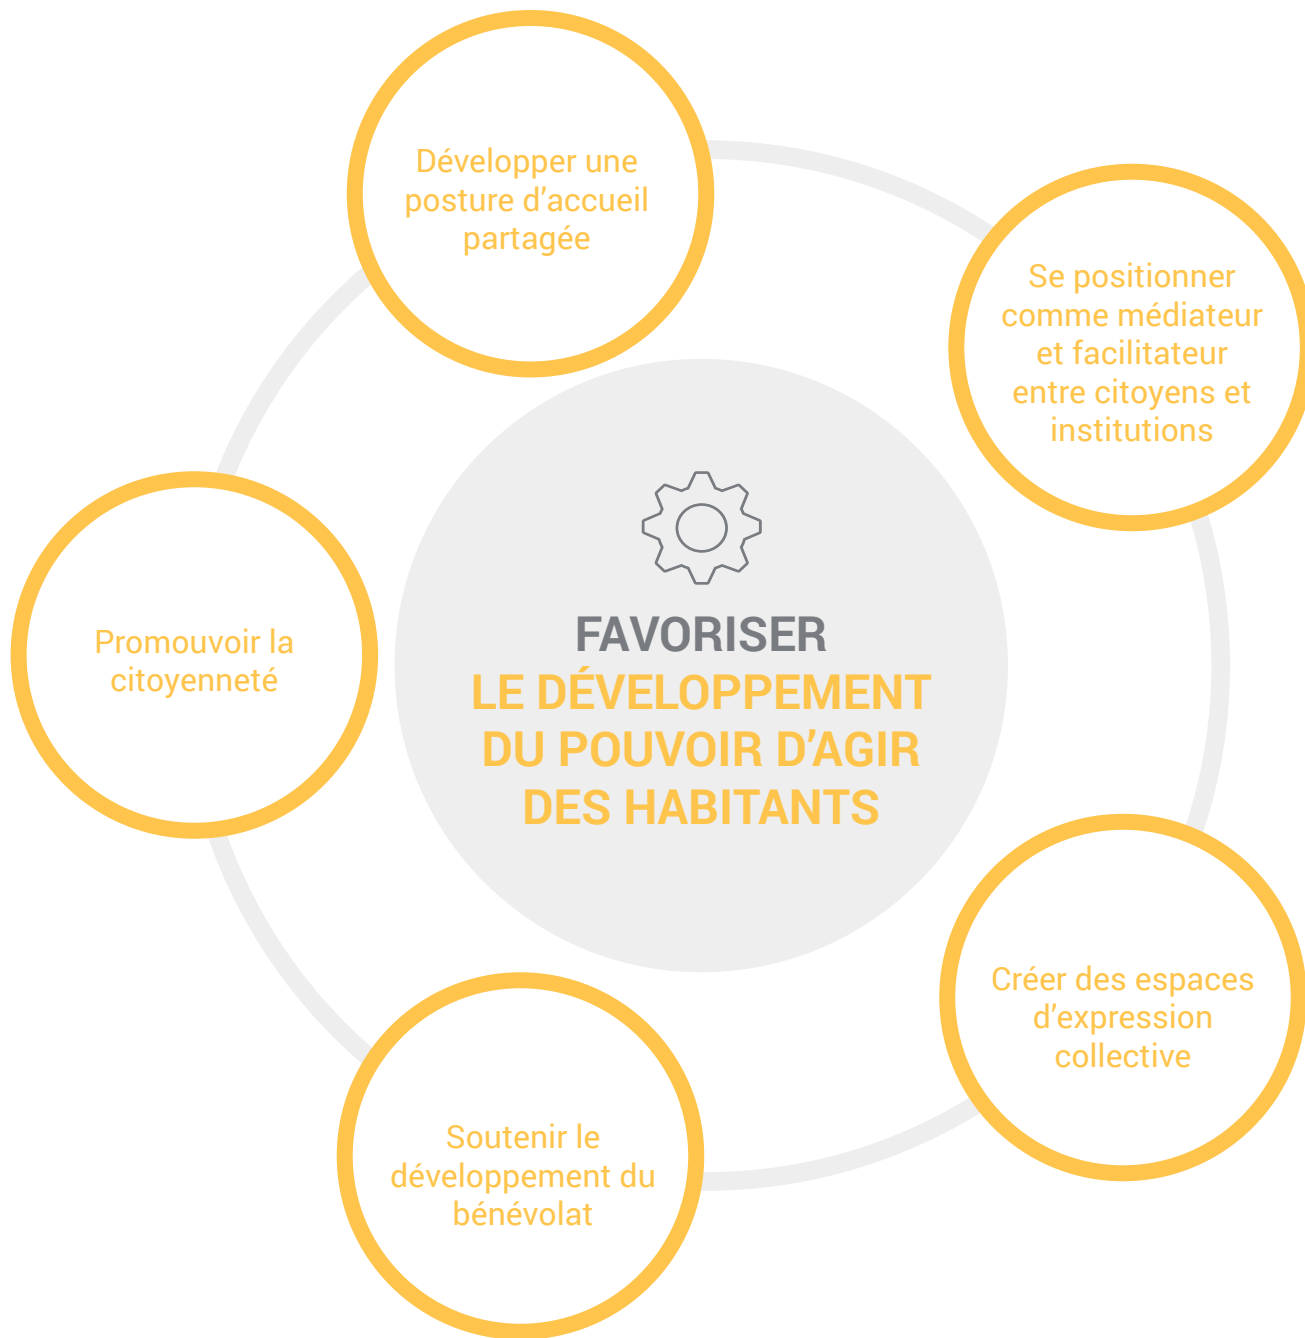 Développer une
posture d’accueil
partagée
Se positionner
comme médiateur
et facilitateur
entre citoyens et
institutions
FAVORISER
LE DÉVELOPPEMENT
DU POUVOIR D’AGIR
DES HABITANTS
Promouvoir la
citoyenneté
Créer des espaces
d’expression
collective
Soutenir le
développement du
bénévolat